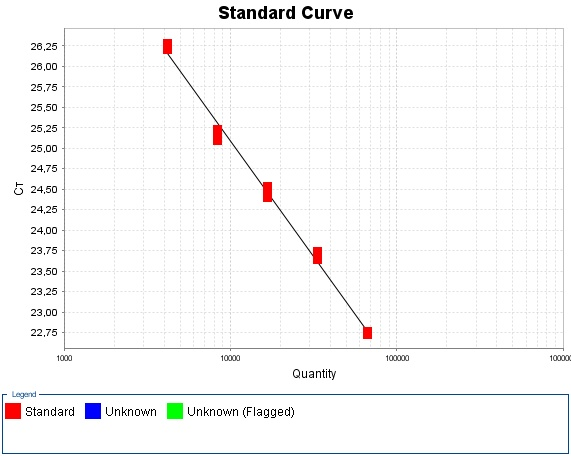 Standard Curve
26,25
26,00
25,75
25,50
25,25
25,00
24,75
24,50
24,25
24,00
23,75
23,50
23,25
23,00
22,75
CT
1000
10000
100000
100000
Quantity
Legend
Standard
Unknown
Unknown (Flagged)